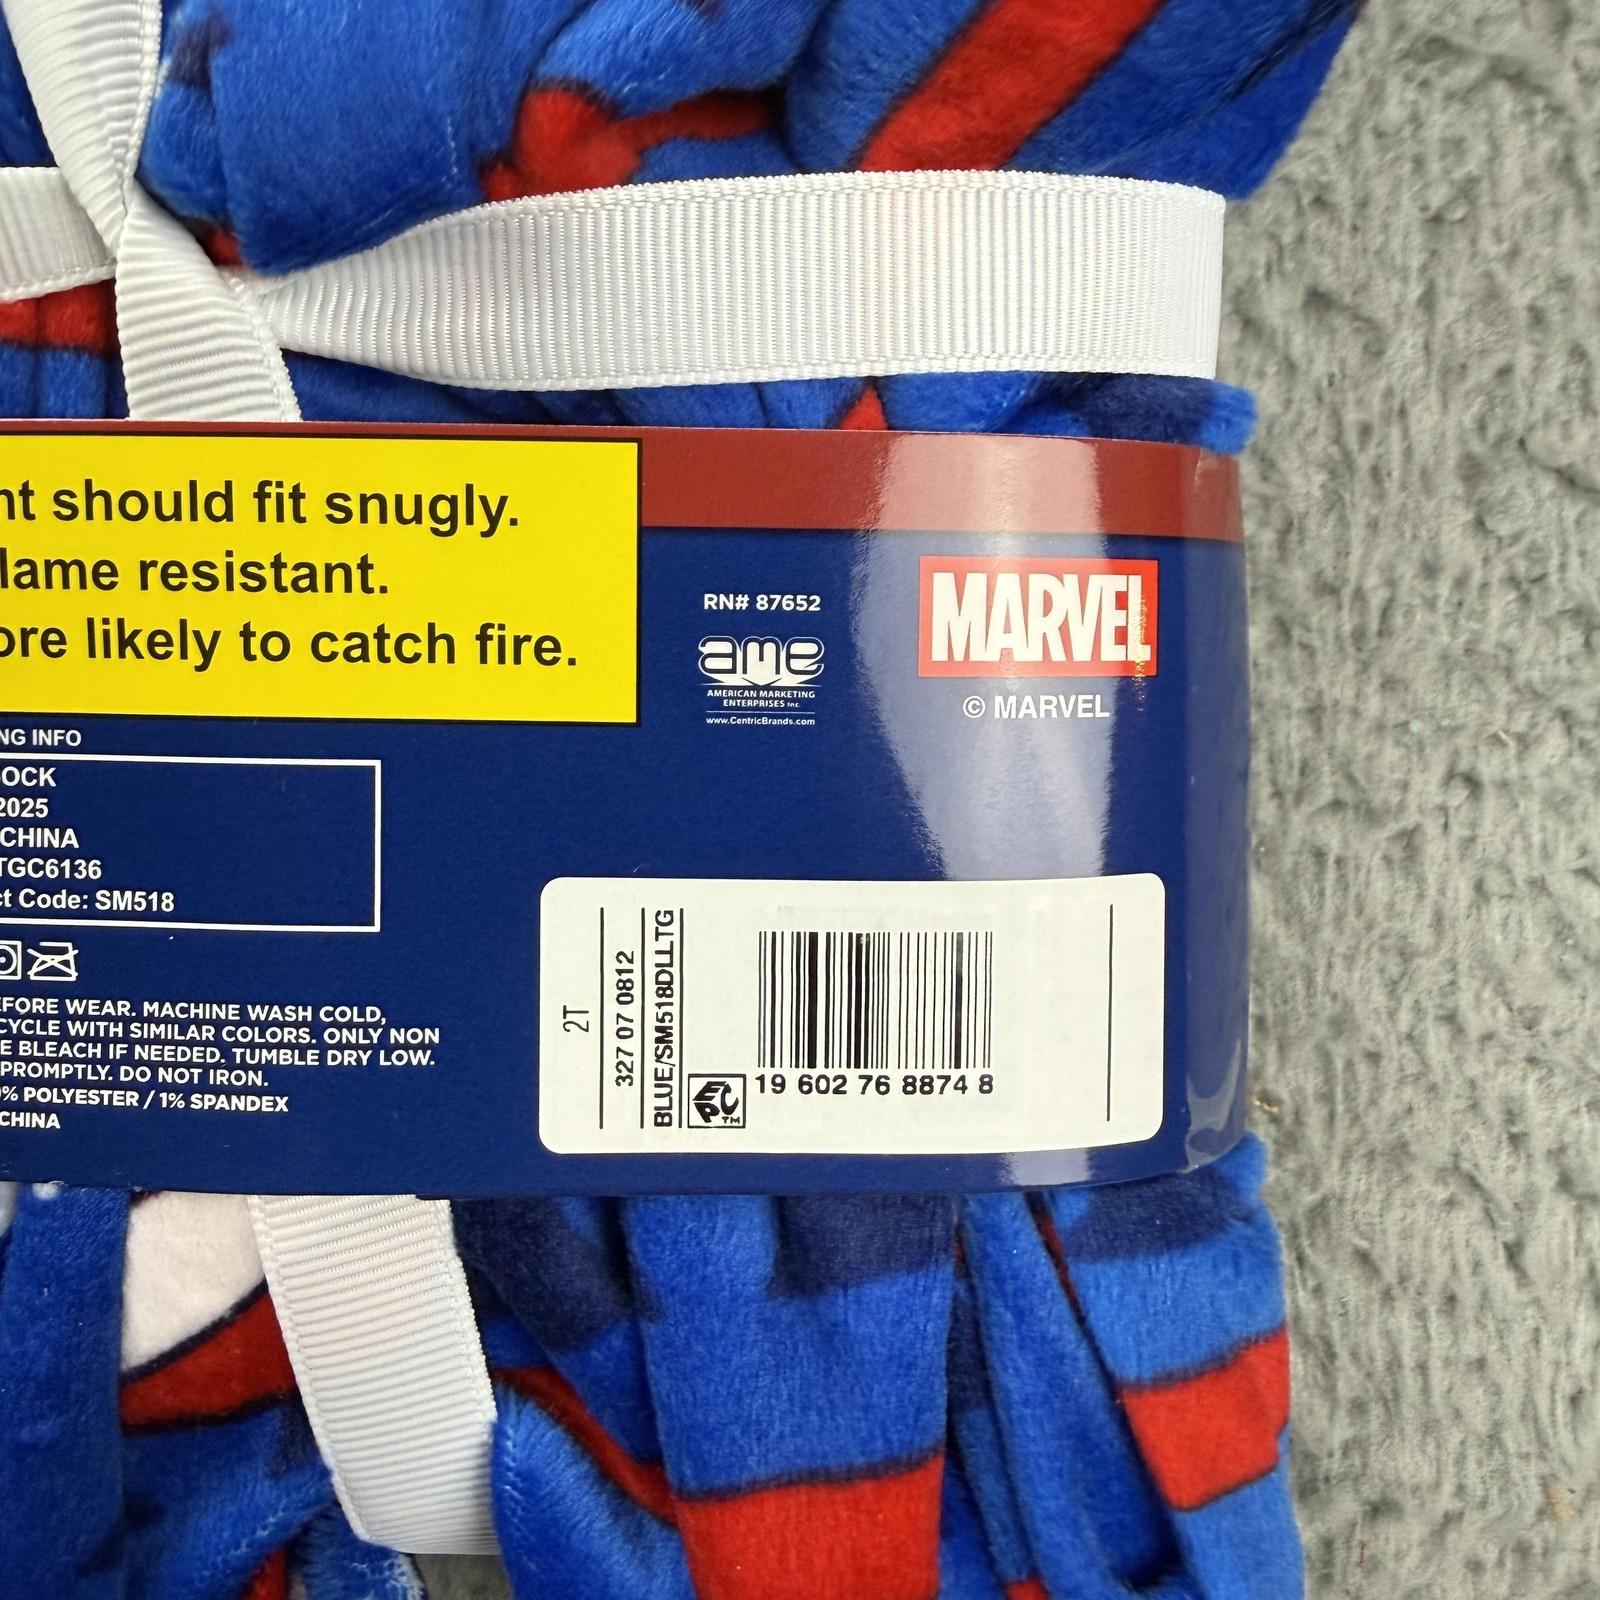 nt should fit snugly.
lame resistant.
ore likely to catch fire.
RN# 87652
ame
AMERICAN MARKETING
ENTERPRISES Inc.
www.CentricBrands.com
MARVEL
© MARVEL
NG INFO
OCK
2025
CHINA
TGC6136
ct Code: SM518
EFORE WEAR. MACHINE WASH COLD,
CYCLE WITH SIMILAR COLORS. ONLY NON
E BLEACH IF NEEDED. TUMBLE DRY LOW.
PROMPTLY. DO NOT IRON.
% POLYESTER / 1% SPANDEX
CHINA
2T
327 07 0812
BLUE/SM518DLLTG
EPC TM
19 602 76 8874 8